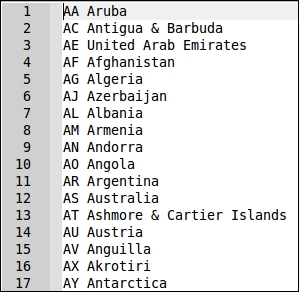 1 AA Aruba
2 AC Antigua & Barbuda
3 AE United Arab Emirates
4 AF Afghanistan
5 AG Algeria
6 AJ Azerbaijan
7 AL Albania
8 AM Armenia
9 AN Andorra
10 AO Angola
11 AR Argentina
12 AS Australia
13 AT Ashmore & Cartier Islands
14 AU Austria
15 AV Anguilla
16 AX Akrotiri
17 AY Antarctica